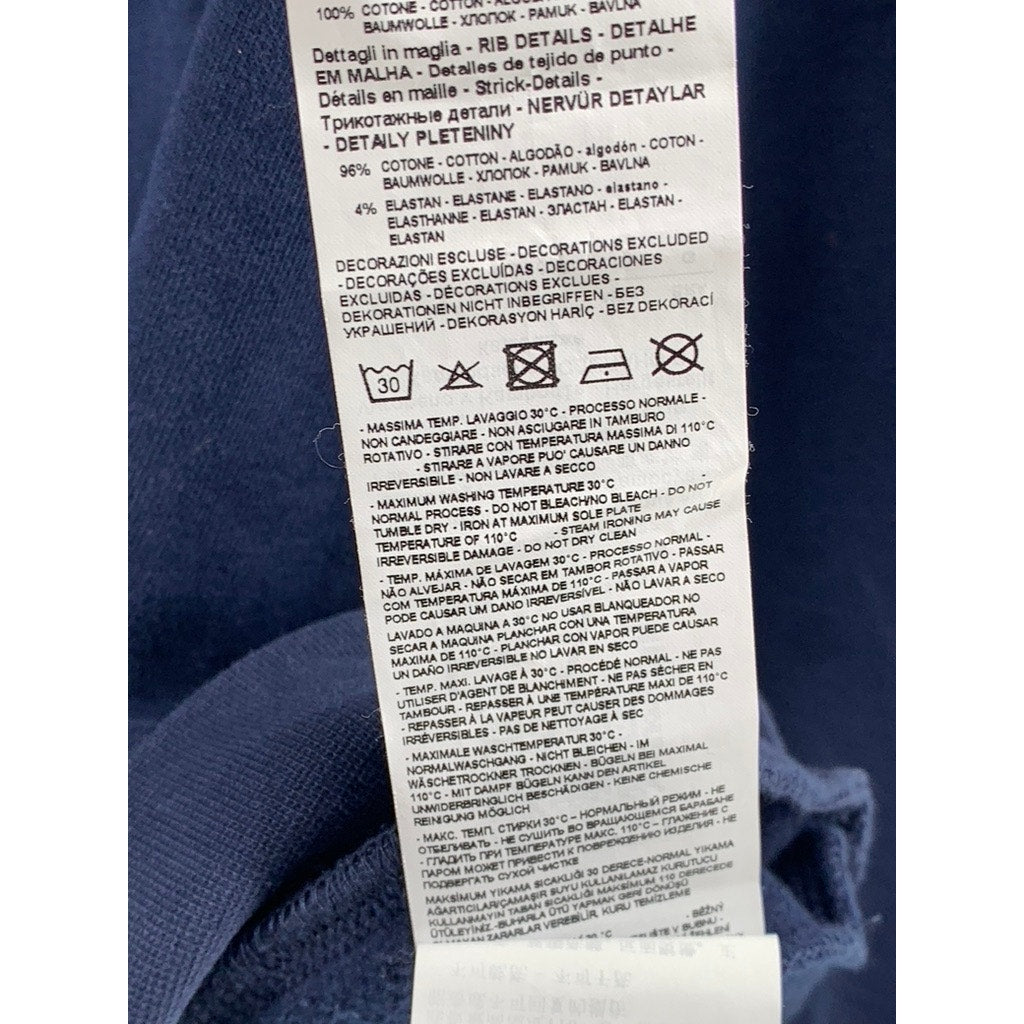 100% COTONE - COTTON - ALGODÃO -
BAUMWOLLE - ХЛОПОК - PAMUK - BAVLNA
Dettagli in maglia - RIB DETAILS - DETALHE
EM MALHA - Detalles de tejido de punto -
Détails en maille - Strick-Details -
Трикотажные детали - NERVÜR DETAYLAR
- DETAILY PLETENINY
96% COTONE - COTTON - ALGODÃO - algodón - COTON -
BAUMWOLLE - ХЛОПОК - PAMUK - BAVLNA
4% ELASTAN - ELASTANE - ELASTANO - elastano -
ELASTHANNE - ELASTAN - ЭЛАСТАН - ELASTAN -
ELASTAN
DECORAZIONI ESCLUSE - DECORATIONS EXCLUDED
- DECORAÇÕES EXCLUÍDAS - DECORACIONES
EXCLUIDAS - DÉCORATIONS EXCLUES -
DEKORATIONEN NICHT INBEGRIFFEN - БЕЗ
УКРАШЕНИЙ - DEKORASYON HARİÇ - BEZ DEKORACÍ
30
- MASSIMA TEMP. LAVAGGIO 30°C - PROCESSO NORMALE -
NON CANDEGGIARE - NON ASCIUGARE IN TAMBURO
ROTATIVO - STIRARE CON TEMPERATURA MASSIMA DI 110°C
- STIRARE A VAPORE PUO' CAUSARE UN DANNO
IRREVERSIBILE - NON LAVARE A SECCO
- MAXIMUM WASHING TEMPERATURE 30°C -
NORMAL PROCESS - DO NOT BLEACH/NO BLEACH - DO NOT
TUMBLE DRY - IRON AT MAXIMUM SOLE PLATE
TEMPERATURE OF 110°C - STEAM IRONING MAY CAUSE
IRREVERSIBLE DAMAGE - DO NOT DRY CLEAN
- TEMP. MÁXIMA DE LAVAGEM 30°C - PROCESSO NORMAL -
NÃO ALVEJAR - NÃO SECAR EM TAMBOR ROTATIVO - PASSAR
COM TEMPERATURA MÁXIMA DE 110°C - PASSAR A VAPOR
PODE CAUSAR UM DANO IRREVERSÍVEL - NÃO LAVAR A SECO
LAVADO A MAQUINA A 30°C NO USAR BLANQUEADOR NO
SECAR A MAQUINA PLANCHAR CON UNA TEMPERATURA
MAXIMA DE 110°C - PLANCHAR CON VAPOR PUEDE CAUSAR
UN DAÑO IRREVERSIBLE NO LAVAR EN SECO
- TEMP. MAXI. LAVAGE À 30°C - PROCÉDÉ NORMAL - NE PAS
UTILISER D'AGENT DE BLANCHIMENT - NE PAS SÉCHER EN
TAMBOUR - REPASSER À UNE TEMPÉRATURE MAXI DE 110°C
- REPASSER À LA VAPEUR PEUT CAUSER DES DOMMAGES
IRRÉVERSIBLES - PAS DE NETTOYAGE À SEC
- MAXIMALE WASCHTEMPERATUR 30°C -
NORMALWASCHGANG - NICHT BLEICHEN - IM
WÄSCHETROCKNER TROCKNEN - BÜGELN BEI MAXIMAL
110°C - MIT DAMPF BÜGELN KANN DEN ARTIKEL
UNWIDERBRINGLICH BESCHÄDIGEN - KEINE CHEMISCHE
REINIGUNG MÖGLICH
- МАКС. ТЕМП. СТИРКИ 30°C – НОРМАЛЬНЫЙ РЕЖИМ - НЕ
ОТБЕЛИВАТЬ - НЕ СУШИТЬ ВО ВРАЩАЮЩЕМСЯ БАРАБАНЕ
- ГЛАДИТЬ ПРИ ТЕМПЕРАТУРЕ МАКС. 110°C – ГЛАЖЕНИЕ С
ПАРОМ МОЖЕТ ПРИВЕСТИ К ПОВРЕЖДЕНИЮ ИЗДЕЛИЯ - НЕ
ПОДВЕРГАТЬ СУХОЙ ЧИСТКЕ
MAKSİMUM YIKAMA SICAKLIĞI 30 DERECE-NORMAL YIKAMA
AĞARTICILAR/ÇAMAŞIR SUYU KULLANILAMAZ KURUTUCU
KULLANMAYIN TABAN SICAKLIĞI MAKSİMUM 110 DERECEDE
ÜTÜLEYİNİZ.-BUHARLA ÜTÜ YAPMAK GERİ DÖNÜŞÜ
OLMAYAN ZARARLAR VEREBİLİR. KURU TEMİZLEME
30°C - BĚŽNÝ
V BUBNU -